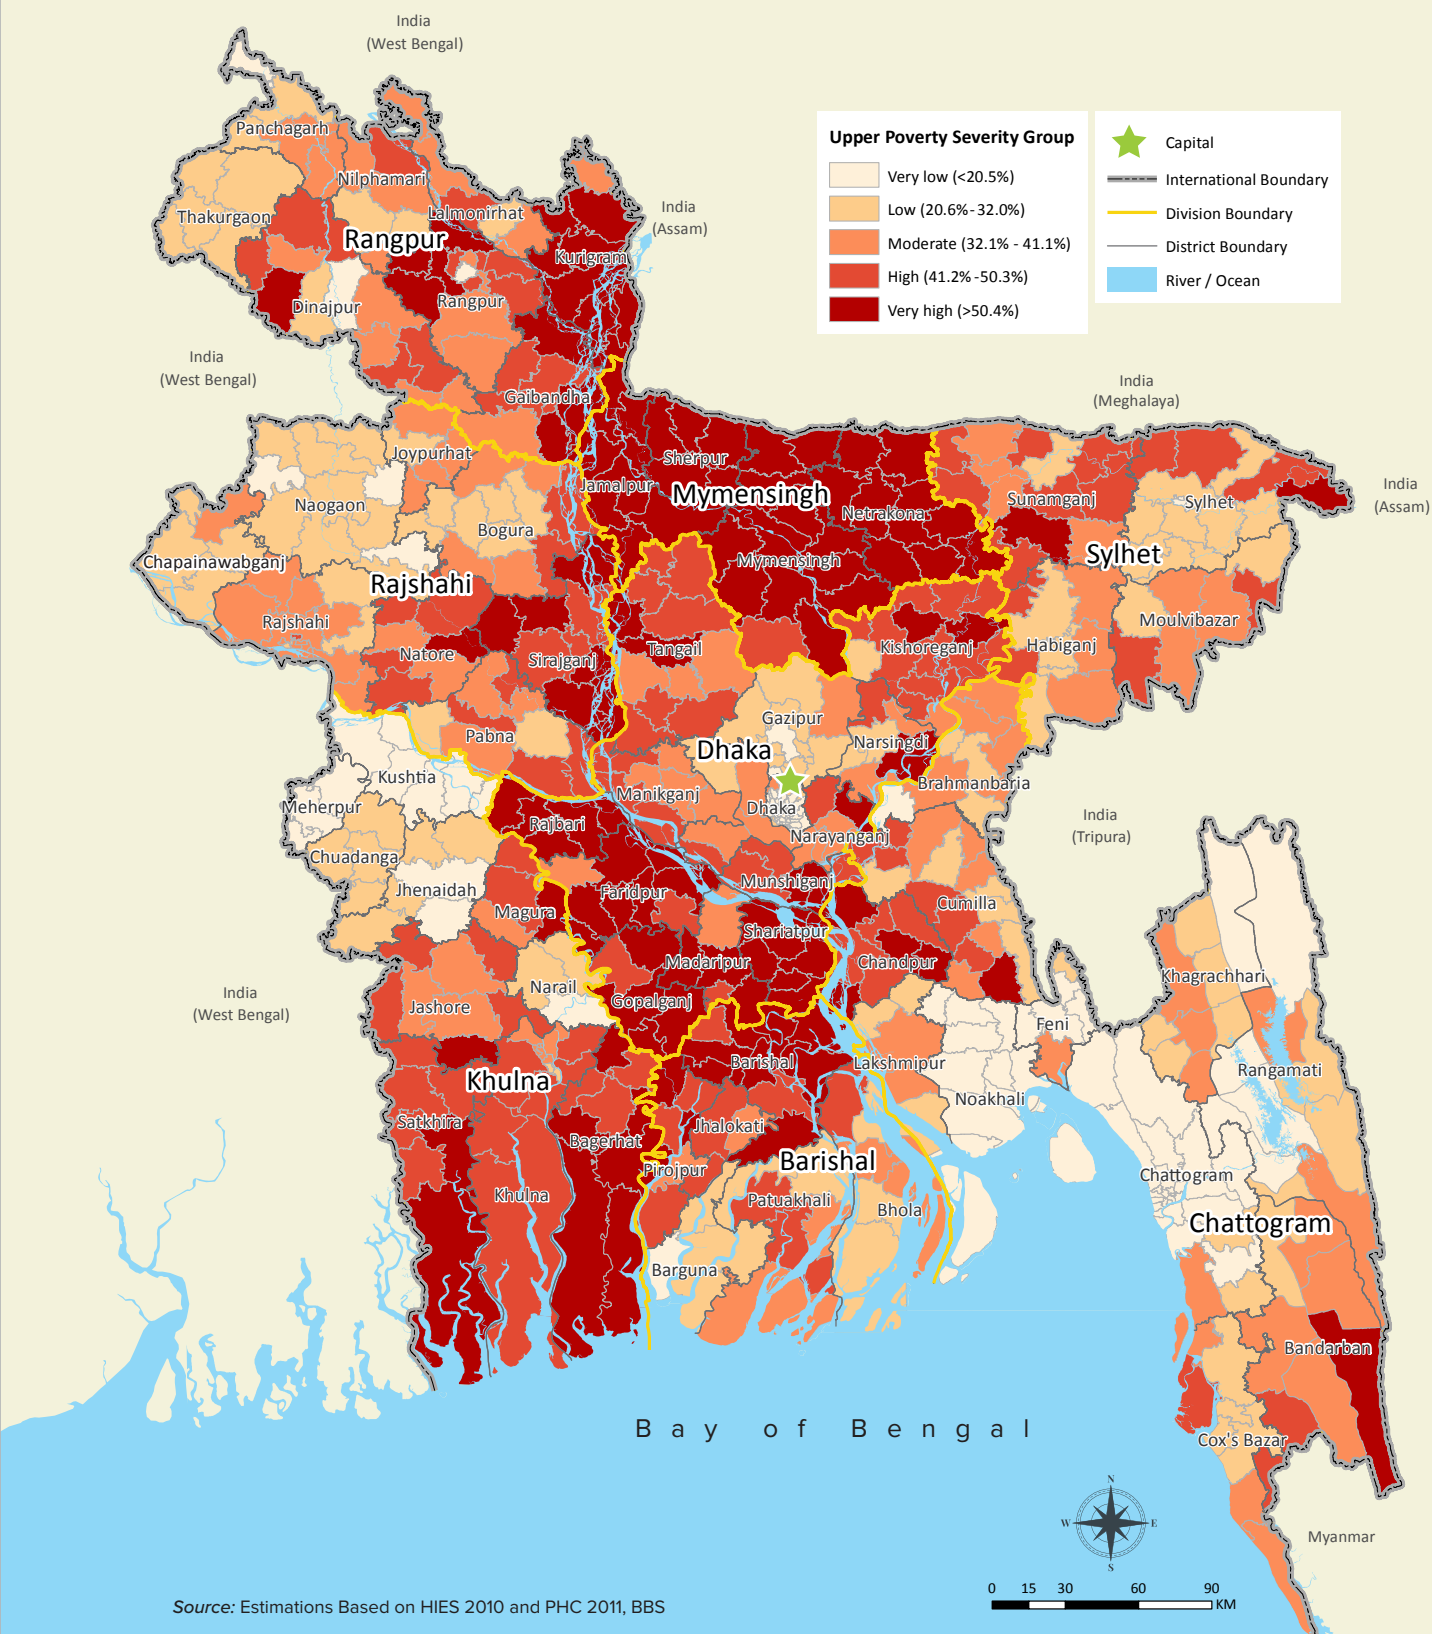 India
(West Bengal)
Upper Poverty Severity Group
Very low (<20.5%)
Low (20.6%-32.0%)
Moderate (32.1% - 41.1%)
High (41.2% -50.3%)
Very high (>50.4%)
Capital
International Boundary
Division Boundary
District Boundary
River / Ocean
Panchagarh
Nilphamari
Thakurgaon
Lalmonirhat
India
(Assam)
Rangpur
Kurigram
Dinajpur
Rangpur
India
(West Bengal)
Gaibandha
India
(Meghalaya)
Joypurhat
Sherpur
Jamalpur
Mymensingh
Naogaon
Netrakona
Sunamganj
Sylhet
India
(Assam)
Bogura
Chapainawabganj
Mymensingh
Sylhet
Rajshahi
Rajshahi
Moulvibazar
Natore
Sirajganj
Tangail
Kishoreganj
Habiganj
Gazipur
Pabna
Dhaka
Narsingdi
Kushtia
Brahmanbaria
Meherpur
Manikganj
Dhaka
India
(Tripura)
Rajbari
Narayanganj
Chuadanga
Jhenaidah
Faridpur
Munshiganj
Magura
Cumilla
Shariatpur
Madaripur
Chandpur
Khagrachhari
India
(West Bengal)
Narail
Jashore
Gopalganj
Feni
Barishal
Lakshmipur
Rangamati
Khulna
Noakhali
Satkhira
Jhalokati
Bagerhat
Barishal
Pirojpur
Chattogram
Khulna
Patuakhali
Bhola
Chattogram
Barguna
Bandarban
Bay of Bengal
Cox's Bazar
N
W
E
S
Myanmar
0 15 30 60 90
KM
Source: Estimations Based on HIES 2010 and PHC 2011, BBS